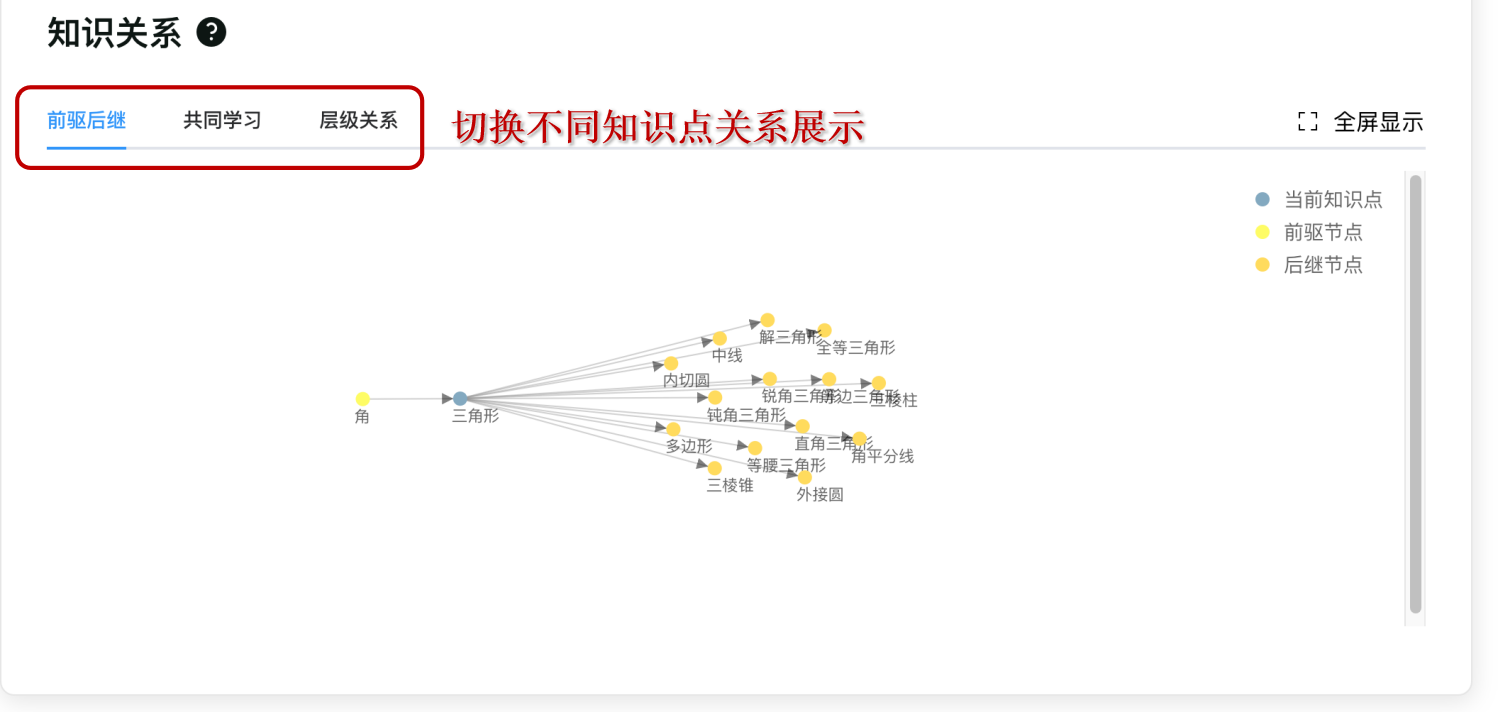 知识关系 ?
前驱后继 共同学习 层级关系 切换不同知识点关系展示 全屏显示
当前知识点
前驱节点
后继节点
解三角形
全等三角形
中线
内切圆
锐角三角形
三棱柱
钝角三角形
角
三角形
多边形
直角三角形
角平分线
等腰三角形
三棱锥
外接圆